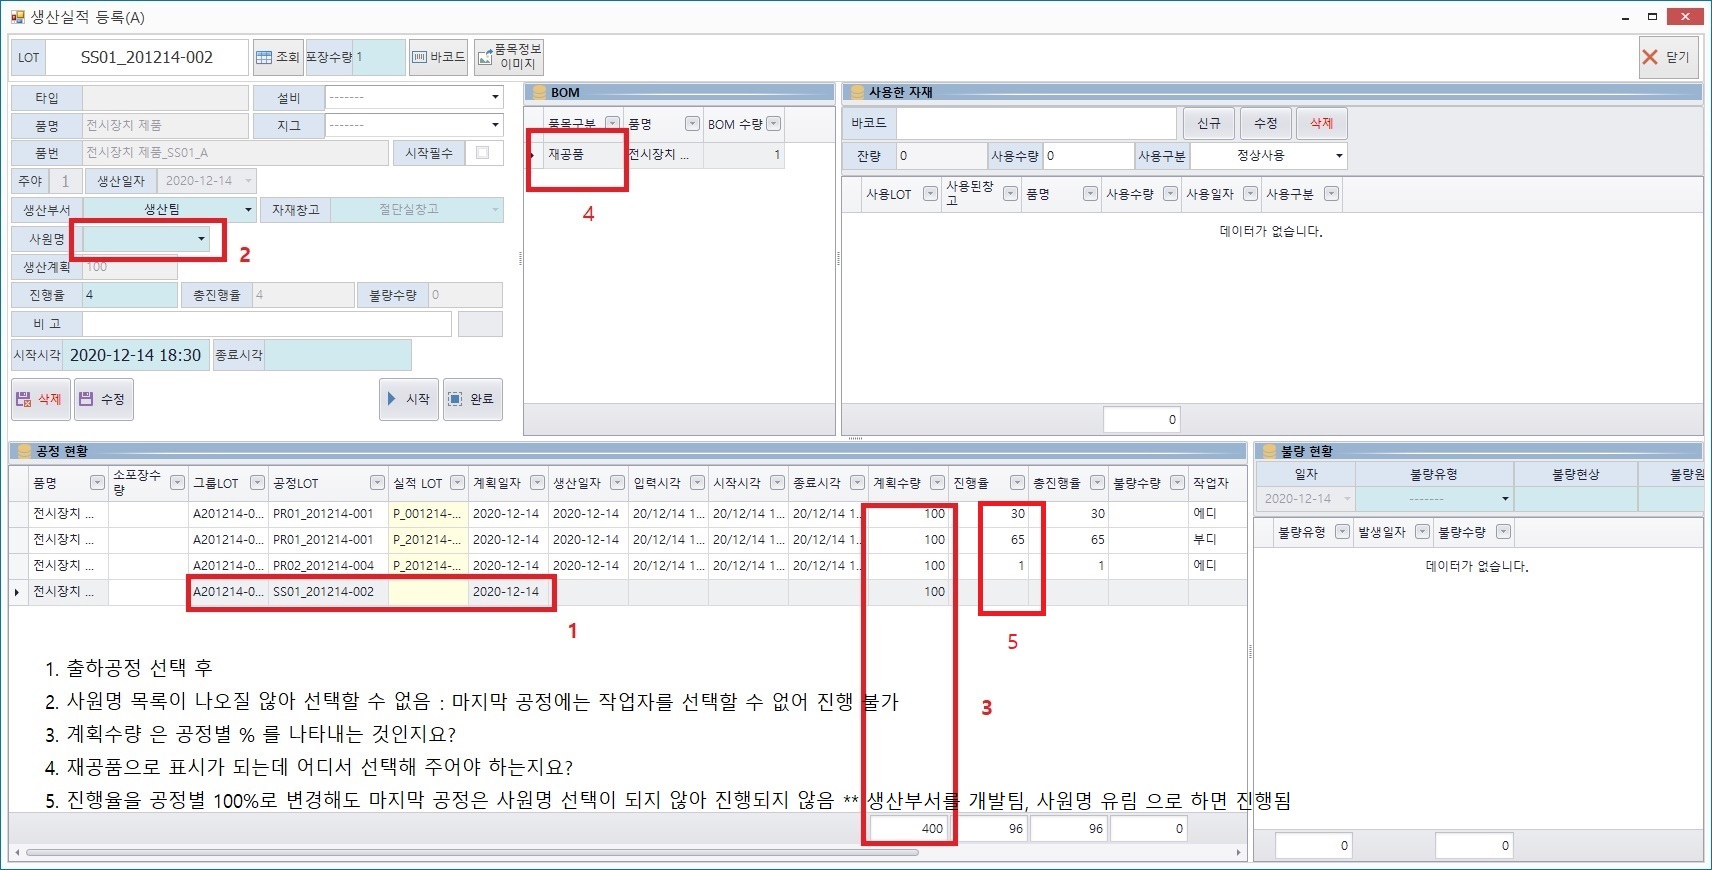 생산실적 등록(A)
LOT SS01_201214-002 조회 포장수량 1 바코드 품목정보 이미지 닫기
타입 설비 -------
품명 전시장치 제품 지그 -------
품번 전시장치 제품_SS01_A 시작필수
주야 1 생산일자 2020-12-14
생산부서 생산팀 자재창고 절단실창고
사원명 2
생산계획 100
진행율 4 총진행율 4 불량수량 0
비 고
시작시각 2020-12-14 18:30 종료시각
삭제 수정 시작 완료
BOM
품목구분 품명 BOM 수량
재공품 전시장치 ... 1
4
사용한 자재
바코드 신규 수정 삭제
잔량 0 사용수량 0 사용구분 정상사용
사용LOT 사용된창고 품명 사용수량 사용일자 사용구분
데이터가 없습니다.
0
공정 현황
품명 소포장수량 그룹LOT 공정LOT 실적 LOT 계획일자 생산일자 입력시각 시작시각 종료시각 계획수량 진행율 총진행율 불량수량 작업자
전시장치 ... A201214-0... PR01_201214-001 P_001214-... 2020-12-14 2020-12-14 20/12/14 1... 20/12/14 1... 20/12/14 1... 100 30 30 에디
전시장치 ... A201214-0... PR01_201214-001 P_201214-... 2020-12-14 2020-12-14 20/12/14 1... 20/12/14 1... 20/12/14 1... 100 65 65 부디
전시장치 ... A201214-0... PR02_201214-004 P_201214-... 2020-12-14 2020-12-14 20/12/14 1... 20/12/14 1... 20/12/14 1... 100 1 1 에디
전시장치 ... A201214-0... SS01_201214-002 2020-12-14 100
1
5
1. 출하공정 선택 후
2. 사원명 목록이 나오질 않아 선택할 수 없음 : 마지막 공정에는 작업자를 선택할 수 없어 진행 불가
3
3. 계획수량 은 공정별 % 를 나타내는 것인지요?
4. 재공품으로 표시가 되는데 어디서 선택해 주어야 하는지요?
5. 진행율을 공정별 100%로 변경해도 마지막 공정은 사원명 선택이 되지 않아 진행되지 않음 ** 생산부서를 개발팀, 사원명 유림 으로 하면 진행됨
400 96 96 0
불량 현황
일자 불량유형 불량현상 불량원
2020-12-14 -------
불량유형 발생일자 불량수량
데이터가 없습니다.
0 0